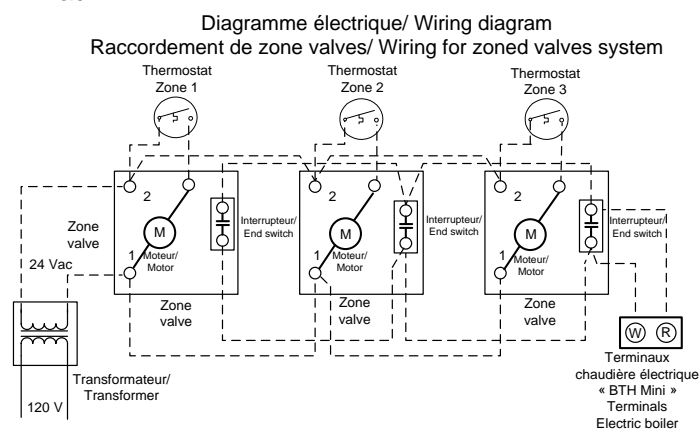 Diagramme électrique/ Wiring diagram
Raccordement de zone valves/ Wiring for zoned valves system
Thermostat
Zone 1
Thermostat
Zone 2
Thermostat
Zone 3
2
2
2
Zone
valve
M
Interrupteur/
End switch
M
Interrupteur/
End switch
M
Interrupteur/
End switch
1
Moteur/
Motor
1
Moteur/
Motor
1
Moteur/
Motor
24 Vac
Zone
valve
Zone
valve
Zone
valve
W R
Terminaux
chaudière électrique
« BTH Mini »
Terminals
Electric boiler
Transformateur/
Transformer
120 V